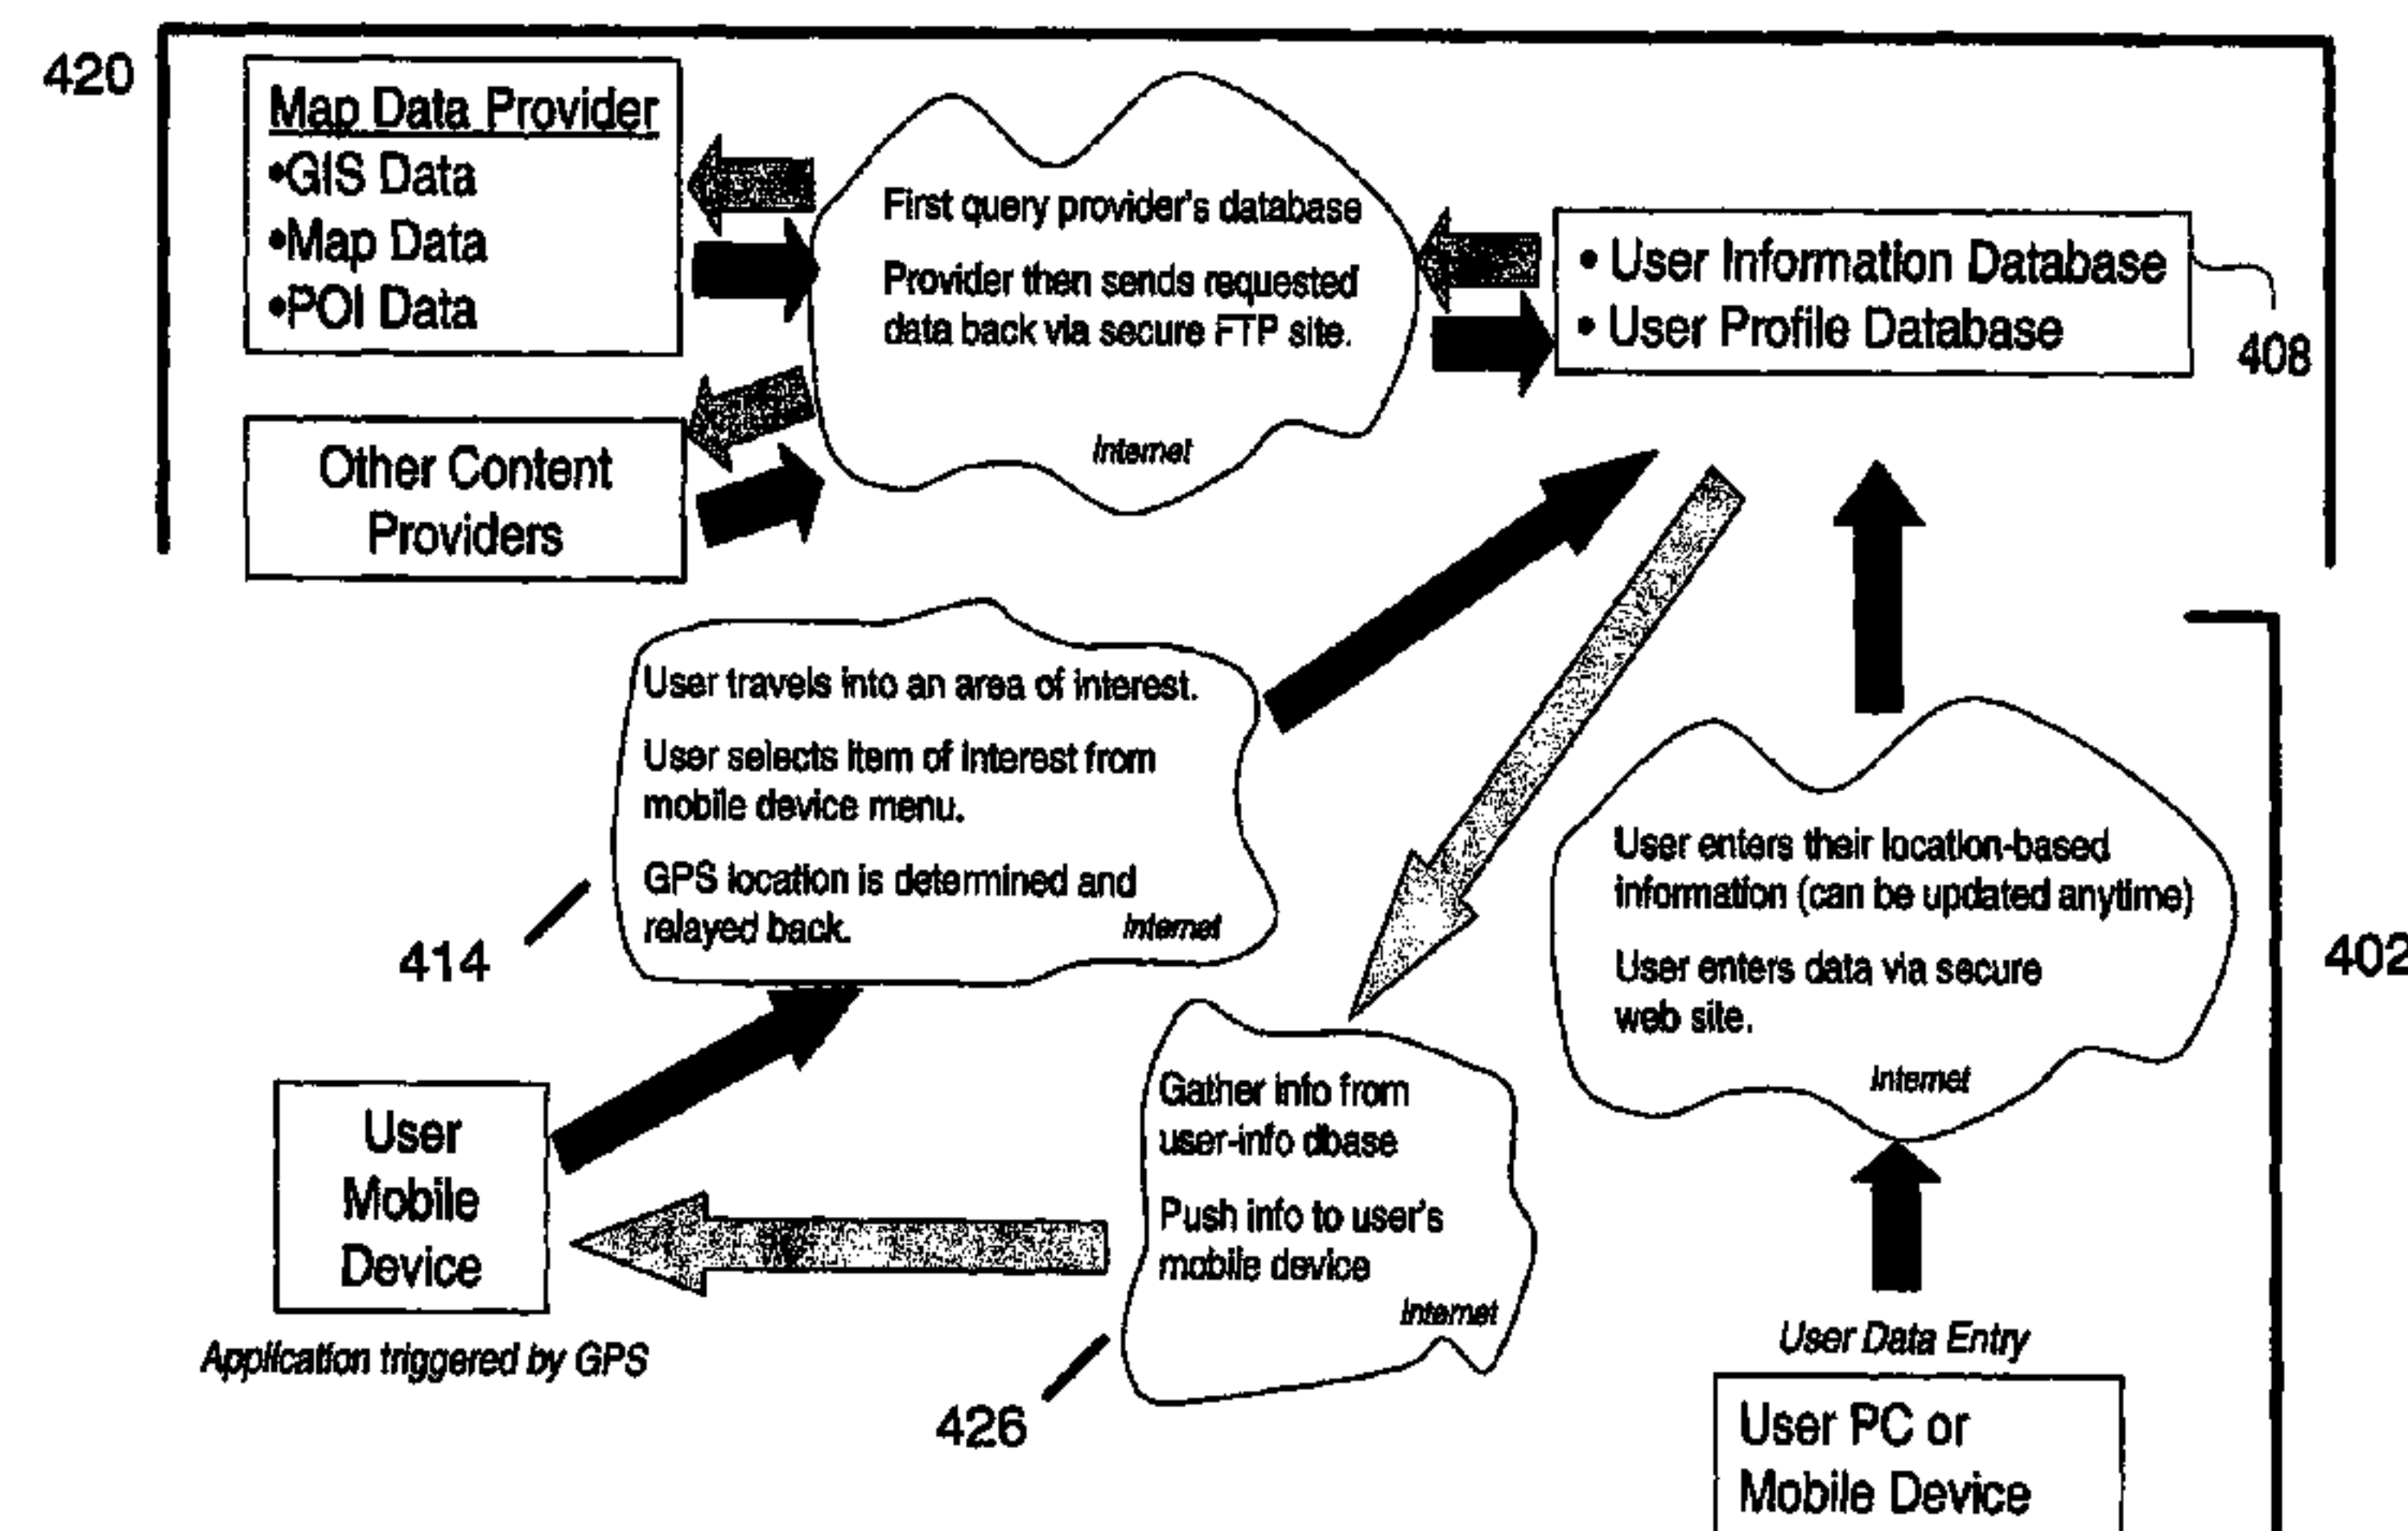 420
Map Data Provider
•GIS Data
•Map Data
•POI Data
First query provider's database
Provider then sends requested
data back via secure FTP site.
Internet
• User Information Database
• User Profile Database
408
Other Content
Providers
User travels into an area of interest.
User selects item of interest from
mobile device menu.
GPS location is determined and
relayed back.
Internet
414
User enters their location-based
information (can be updated anytime)
User enters data via secure
web site.
Internet
402
Gather info from
user-info dbase
Push info to user's
mobile device
Internet
426
User
Mobile
Device
Application triggered by GPS
User Data Entry
User PC or
Mobile Device